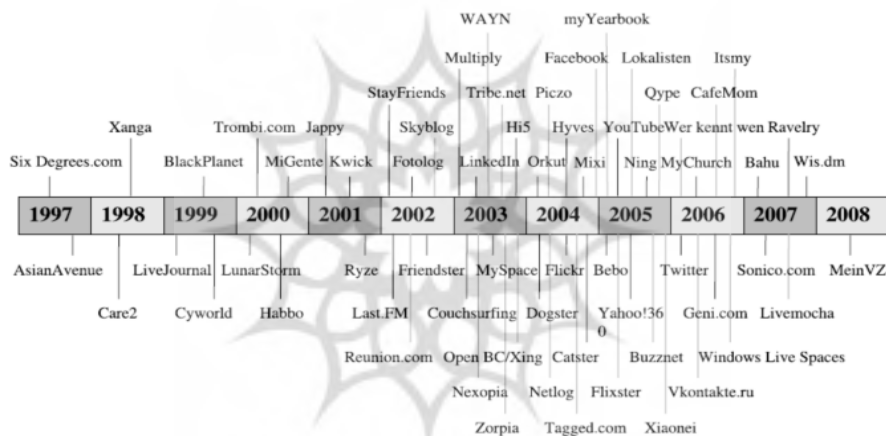 WAYN myYearbook
Multiply Facebook Lokalisten Itsmy
StayFriends Tribe.net Piczo Qype CafeMom
Xanga Trombi.com Jappy Skyblog Hi5 Hyves YouTube Wer kennt wen Ravelry
Six Degrees.com BlackPlanet MiGente Kwick Fotolog LinkedIn Orkut Mixi Ning MyChurch Bahu Wis.dm
1997 1998 1999 2000 2001 2002 2003 2004 2005 2006 2007 2008
AsianAvenue LiveJournal LunarStorm Ryze Friendster MySpace Flickr Bebo Twitter Sonico.com MeinVZ
Care2 Cyworld Habbo Last.FM Couchsurfing Dogster Yahoo!36 Geni.com Livemocha
0
Reunion.com Open BC/Xing Catster Buzznet Windows Live Spaces
Nexopia Netlog Flixster Vkontakte.ru
Zorpia Tagged.com Xiaonei